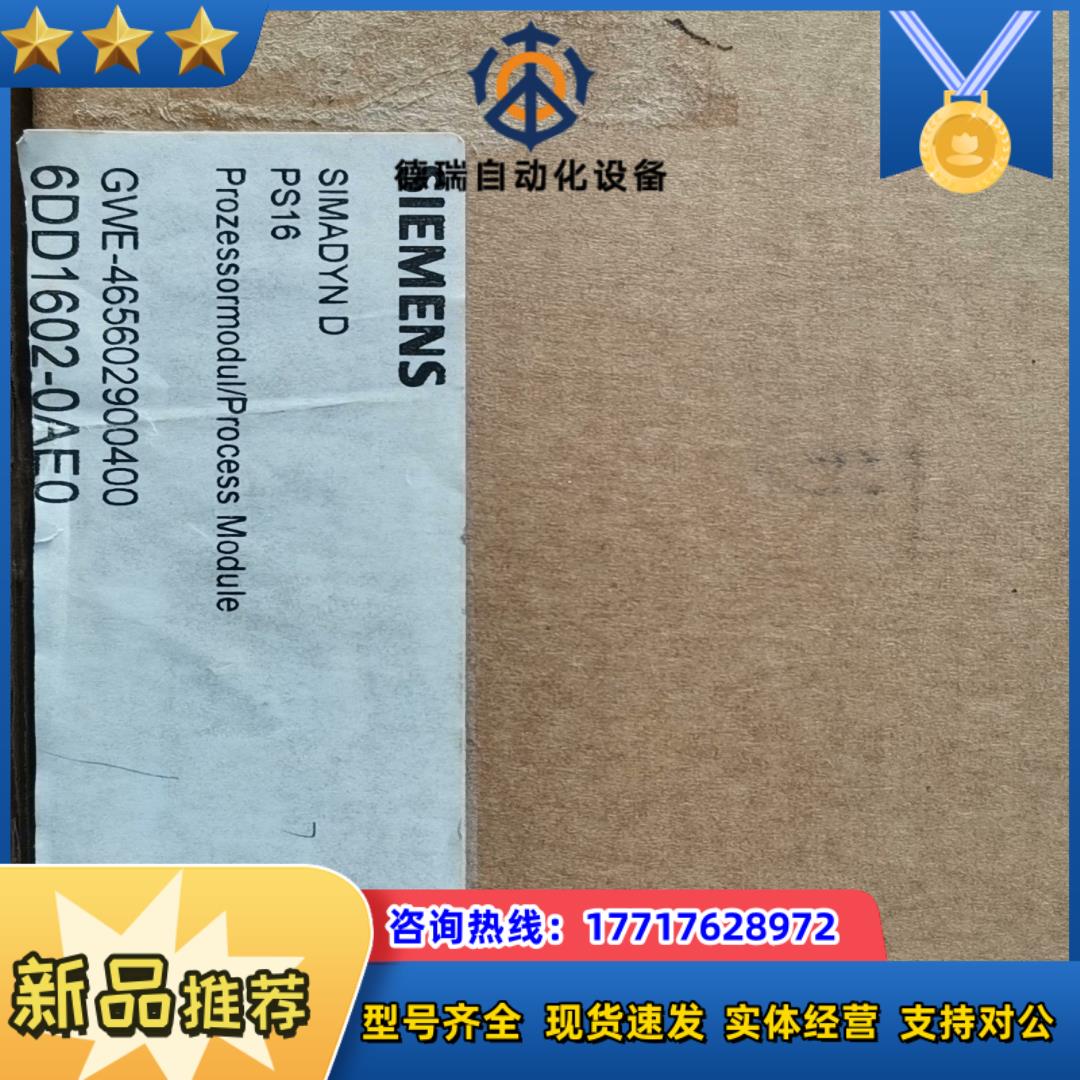 德瑞自动化设备
SIEMENS
SIMADYN D
PS16
Prozessormodul/Process Module
GWE-465602900400
6DD1602-0AE0
咨询热线：17717628972
新品推荐
型号齐全 现货速发 实体经营 支持对公